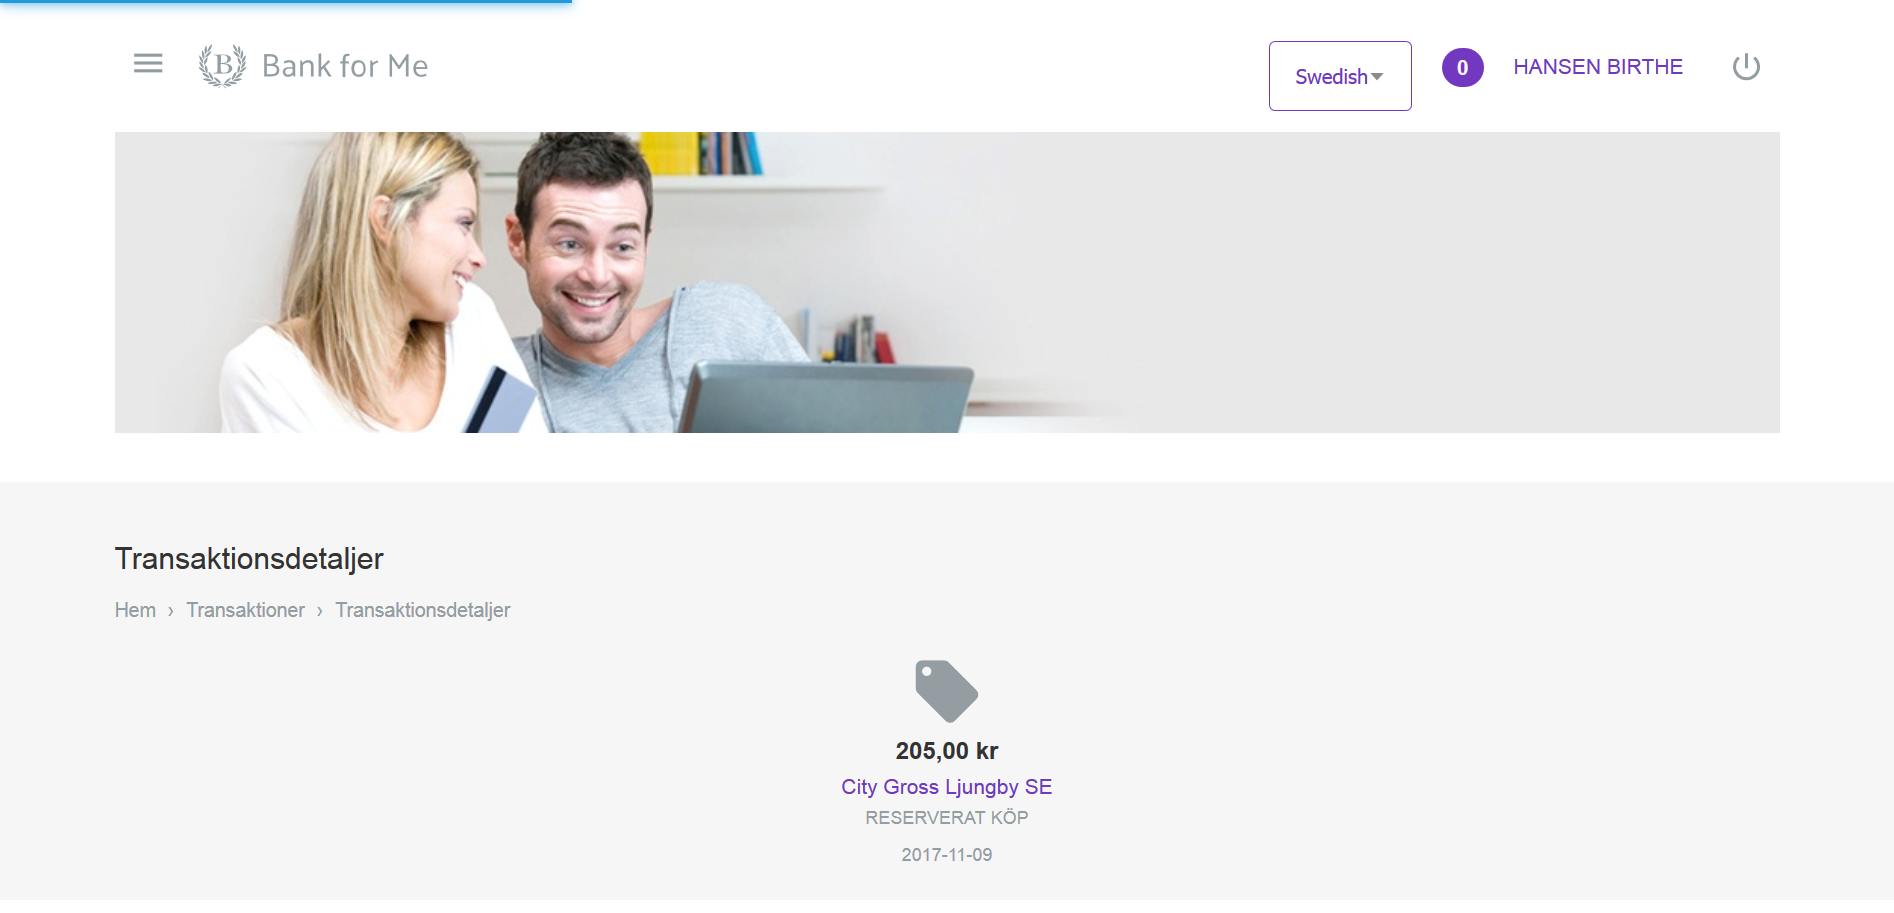 B Bank for Me
Swedish
0
HANSEN BIRTHE
Transaktionsdetaljer
Hem › Transaktioner › Transaktionsdetaljer
205,00 kr
City Gross Ljungby SE
RESERVERAT KÖP
2017-11-09